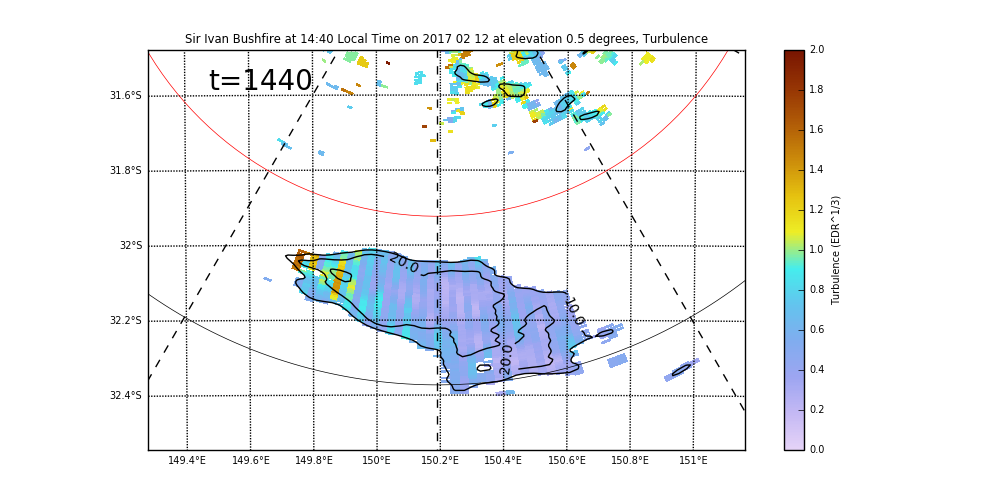 Sir Ivan Bushfire at 14:40 Local Time on 2017 02 12 at elevation 0.5 degrees, Turbulence
t=1440
31.6°S
31.8°S
32°S
32.2°S
32.4°S
149.4°E 149.6°E 149.8°E 150°E 150.2°E 150.4°E 150.6°E 150.8°E 151°E
20.0
10.0
20.0
2.0
1.8
1.6
1.4
1.2
1.0
0.8
0.6
0.4
0.2
0.0
Turbulence (EDR^1/3)